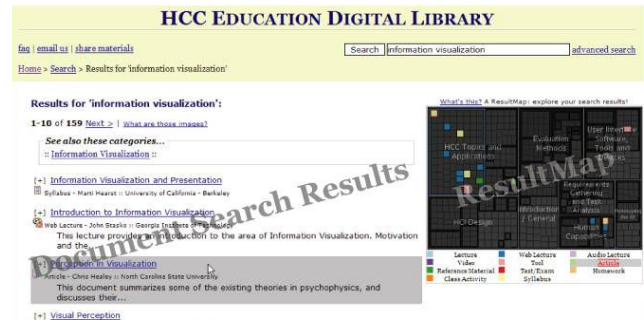 HCC EDUCATION DIGITAL LIBRARY
faq | email us | share materials
Search information visualization advanced search
Home > Search > Results for 'information visualization'
Results for 'information visualization':
1-10 of 159 Next > | What are those images?
See also these categories...
:: Information Visualization ::
[+] Information Visualization and Presentation
Syllabus - Marti Hearst :: University of California - Berkeley
[+] Introduction to Information Visualization
Web Lecture - John Stasko :: Georgia Institute of Technology
This lecture provides an introduction to the area of Information Visualization. Motivation
and the...
[+] Perception in Visualization
Article - Chris Healey :: North Carolina State University
This document summarizes some of the existing theories in psychophysics, and
discusses their...
[+] Visual Perception
Document Search Results
What's this? A ResultMap: explore your search results!
HCC Topics and
Applications
Evaluation
Methods
User Interface
Software,
Tools and
HCI Design
Introduction
/ General
Requirements
Gathering
and Task
Analysis
Human
Capabilities
ResultMap
Lecture Web Lecture Audio Lecture
Video Tool Article
Reference Material Test/Exam Homework
Class Activity Syllabus